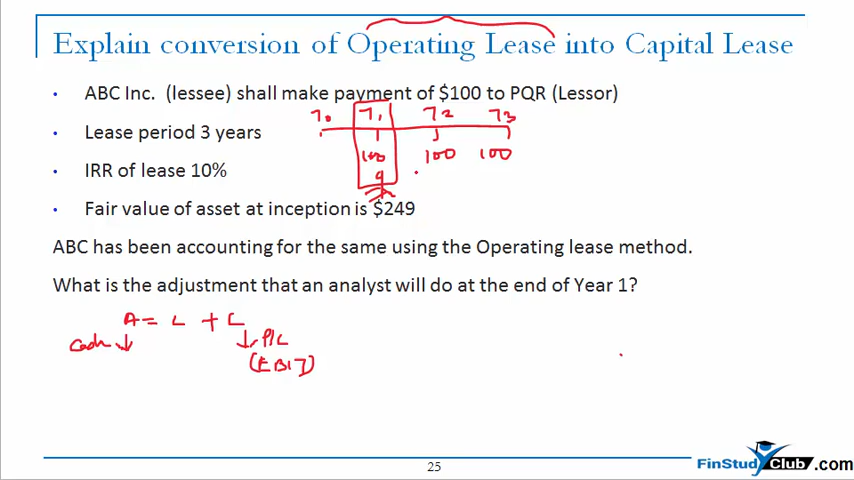 Explain conversion of Operating Lease into Capital Lease
• ABC Inc. (lessee) shall make payment of $100 to PQR (Lessor)
T0 T1 T2 T3
• Lease period 3 years
100 100 100
• IRR of lease 10%
• Fair value of asset at inception is $249
ABC has been accounting for the same using the Operating lease method.
What is the adjustment that an analyst will do at the end of Year 1?
A = L + C
Cash ↓ ↓ P/L
(EBIT)
25
FinStudyClub.com